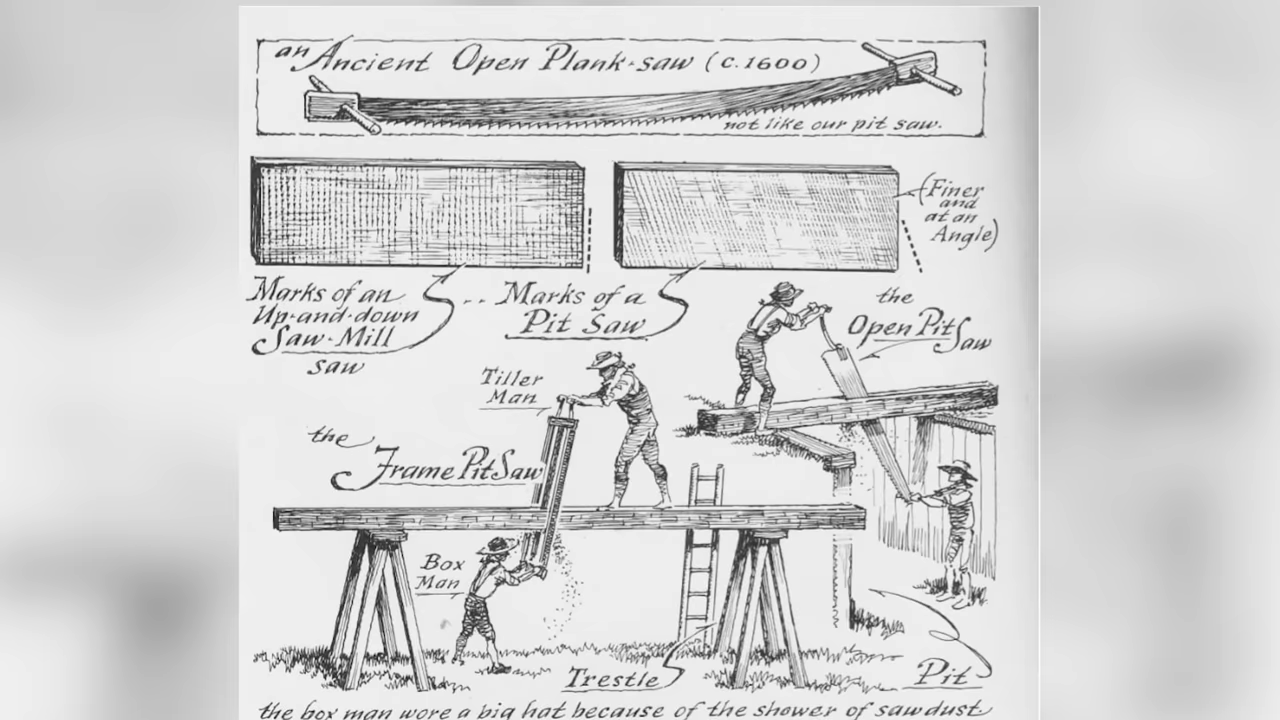 an Ancient Open Plank-saw (c.1600)
not like our pit saw.
(Finer
and
at an
Angle)
Marks of an
Up-and-down
Saw-Mill
saw
Marks of a
Pit Saw
the
Open Pit Saw
Tiller
Man
the
Frame Pit Saw
Box
Man
Trestle
Pit
the box man wore a big hat because of the shower of sawdust